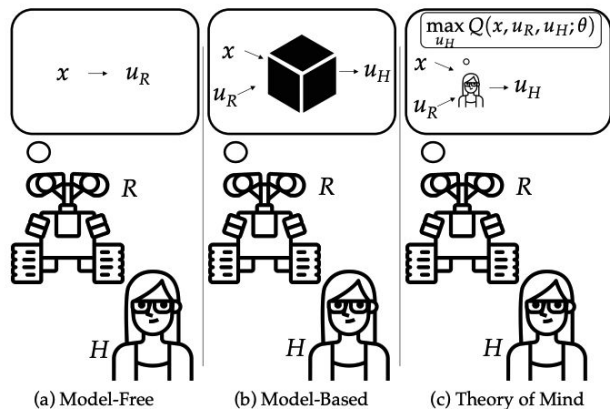 x → u_R
R
H
(a) Model-Free
x
u_R
→ u_H
R
H
(b) Model-Based
max Q(x, u_R, u_H; θ)
u_H
x
u_R
→ u_H
R
H
(c) Theory of Mind